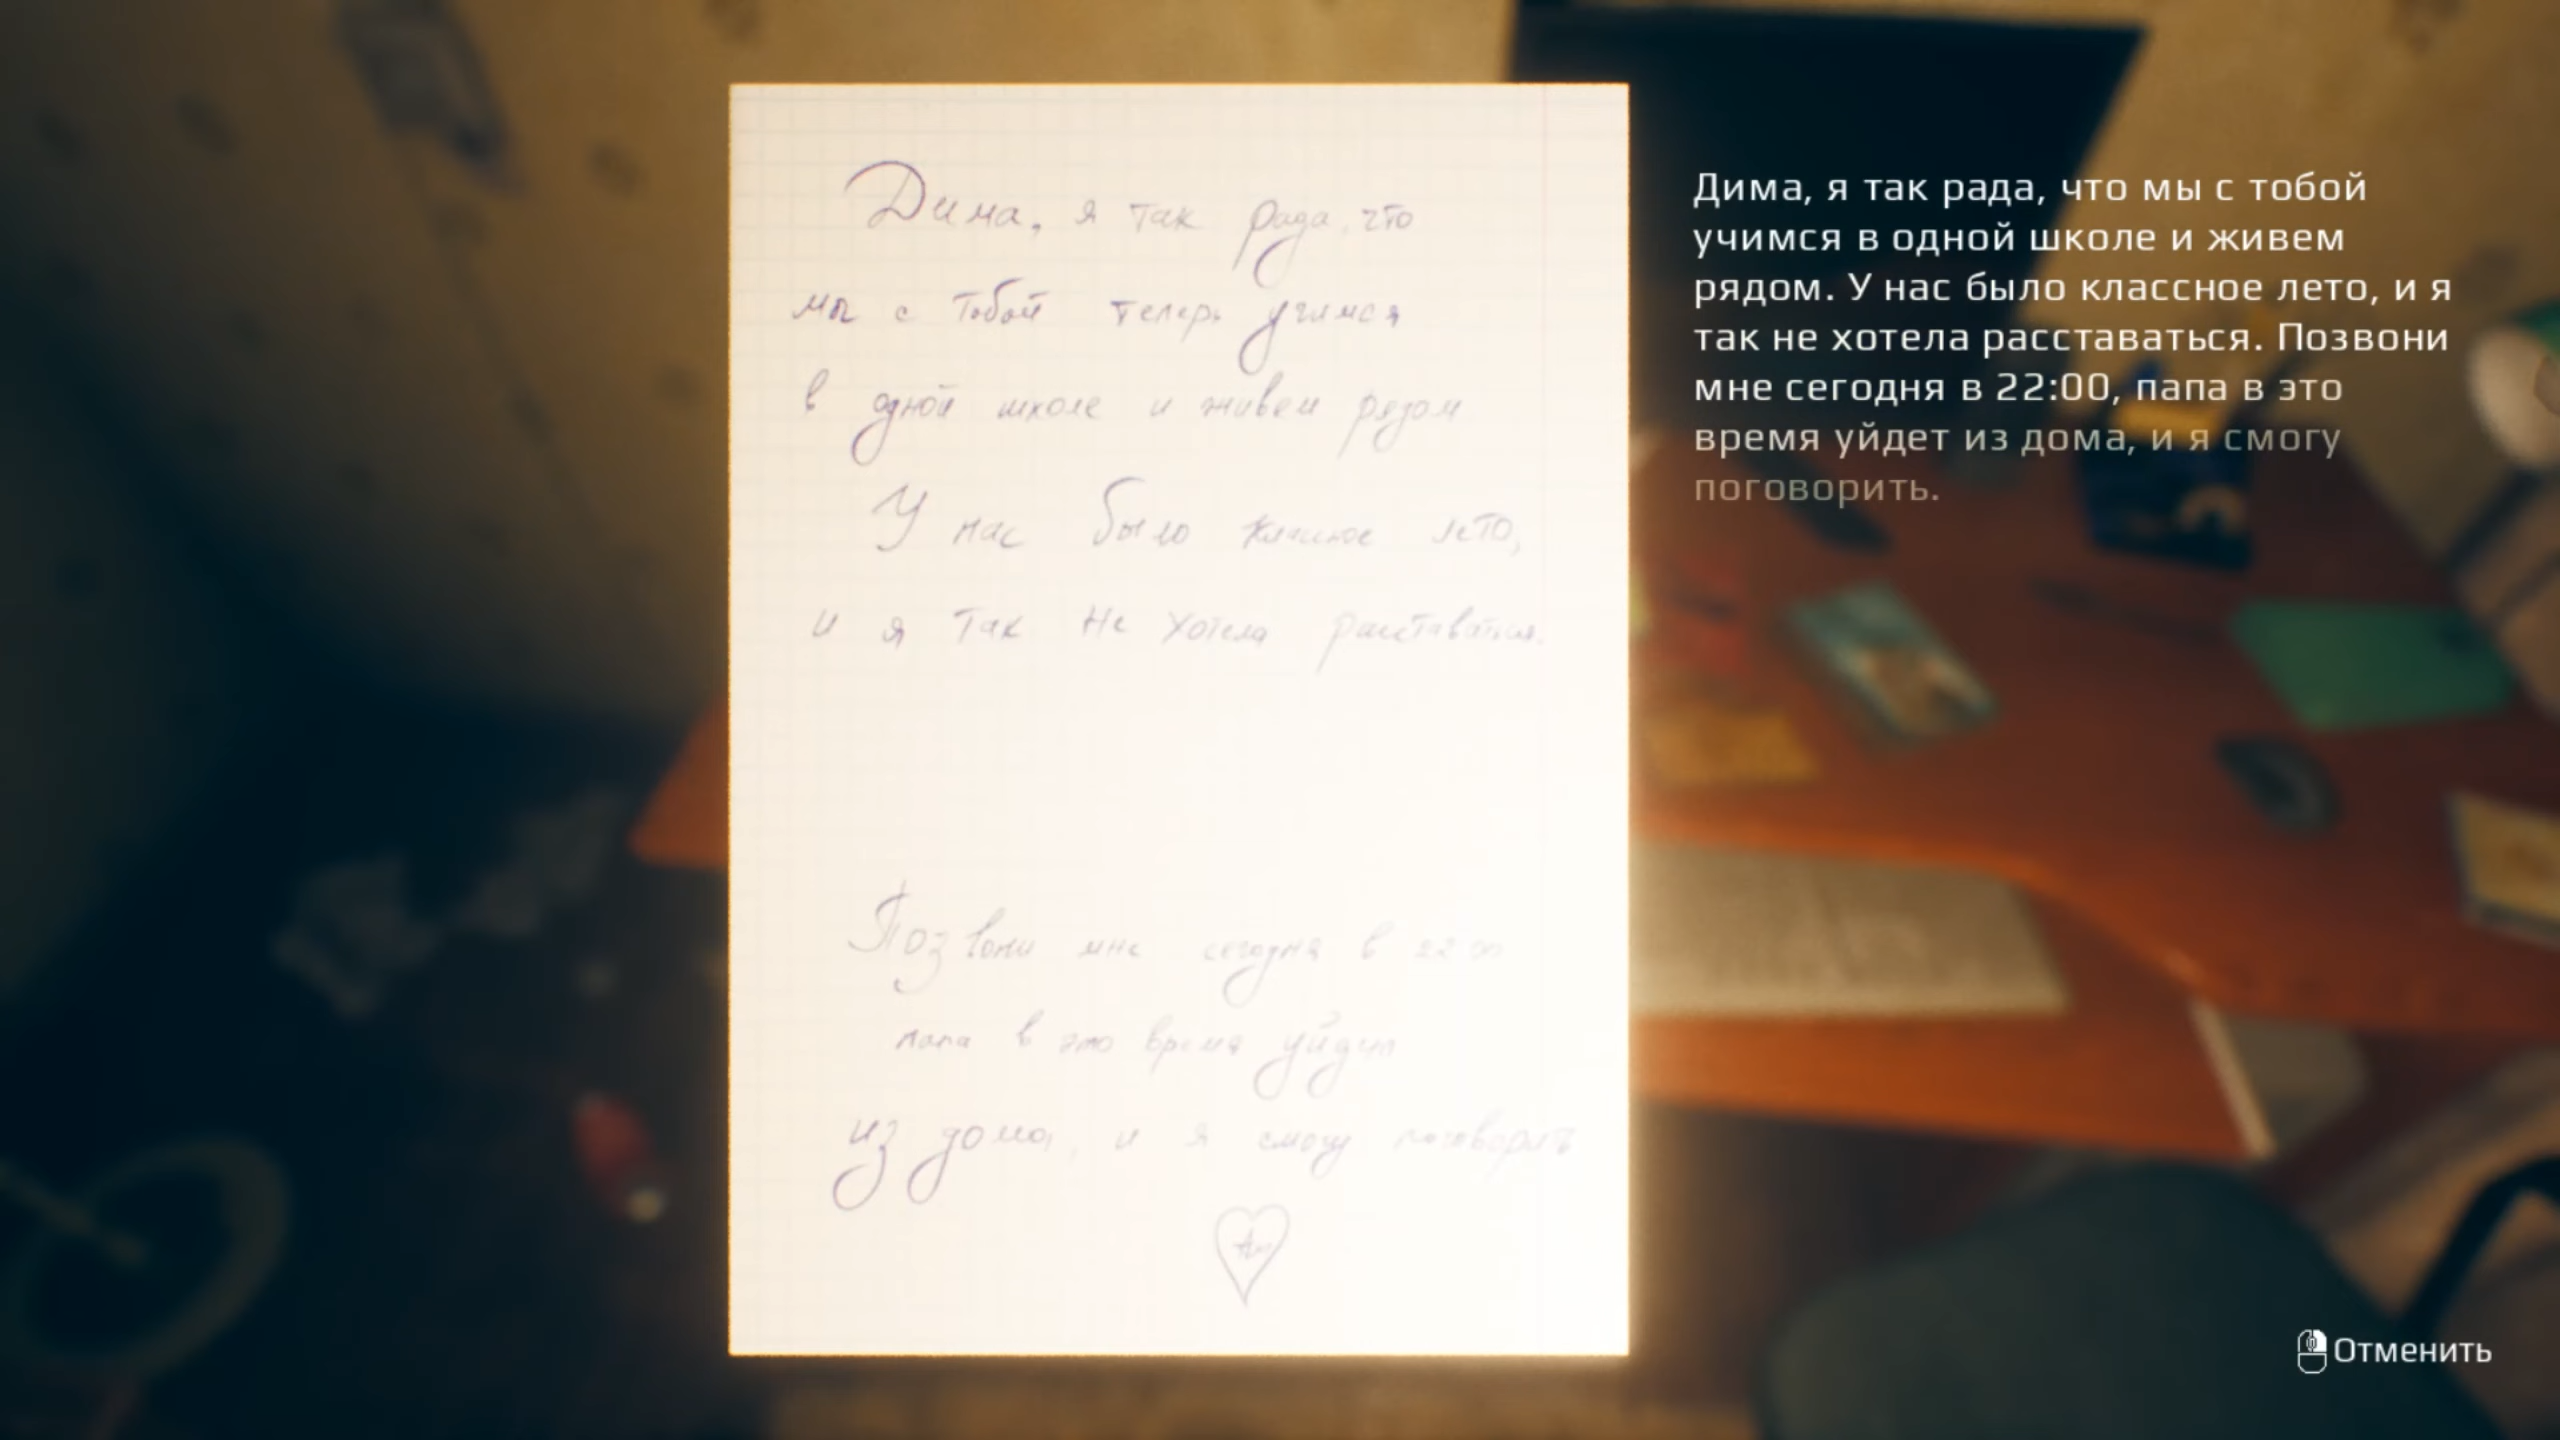 Дима, я так рада, что
мы с тобой теперь учимся
в одной школе и живем рядом
У нас было классное лето,
и я так не хотела расставаться.
Позвони мне сегодня в 22:00
папа в это время уйдет
из дома, и я смогу поговорить
Дима, я так рада, что мы с тобой
учимся в одной школе и живем
рядом. У нас было классное лето, и я
так не хотела расставаться. Позвони
мне сегодня в 22:00, папа в это
время уйдет из дома, и я смогу
поговорить.
Отменить